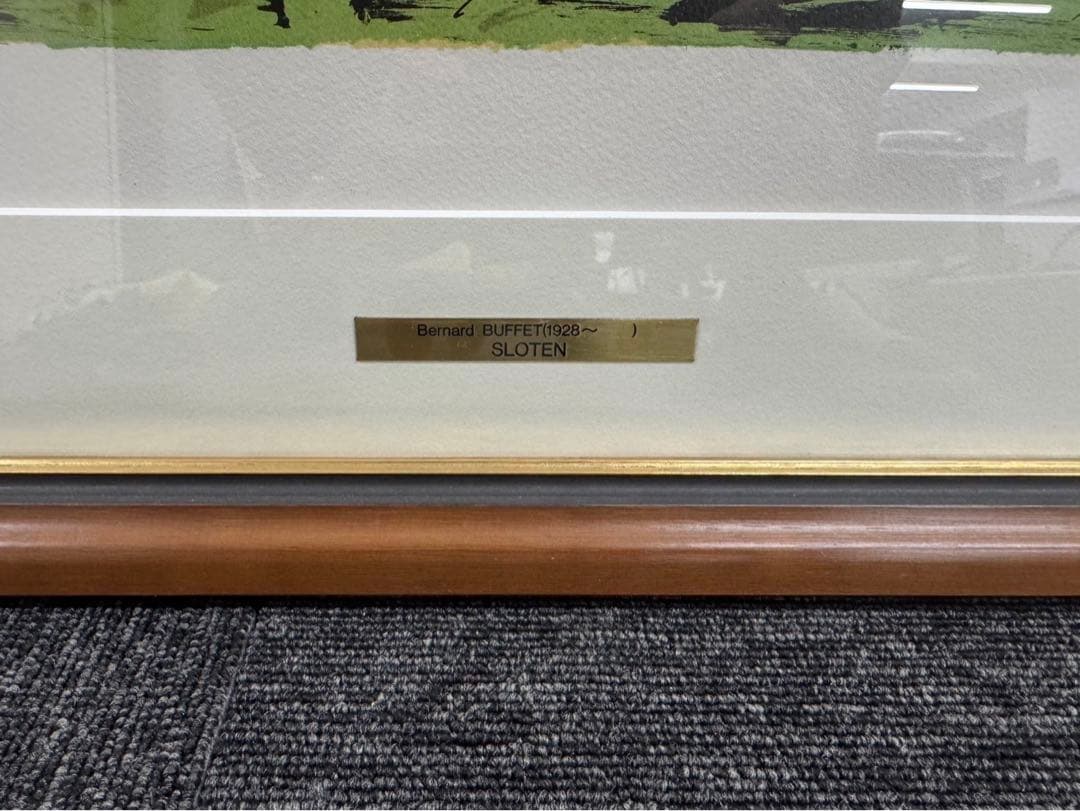 Bernard BUFFET(1928～　　)
SLOTEN